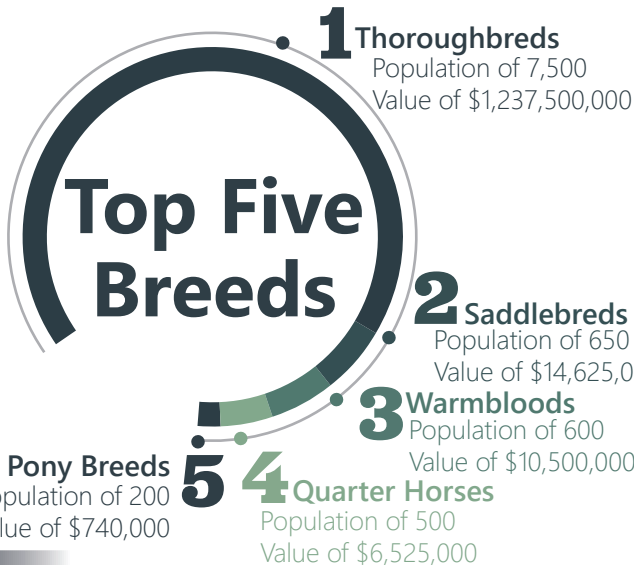 Top Five
Breeds
1 Thoroughbreds
Population of 7,500
Value of $1,237,500,000
2 Saddlebreds
Population of 650
Value of $14,625,0
3 Warmbloods
Population of 600
Value of $10,500,000
4 Quarter Horses
Population of 500
Value of $6,525,000
5 Pony Breeds
opulation of 200
lue of $740,000